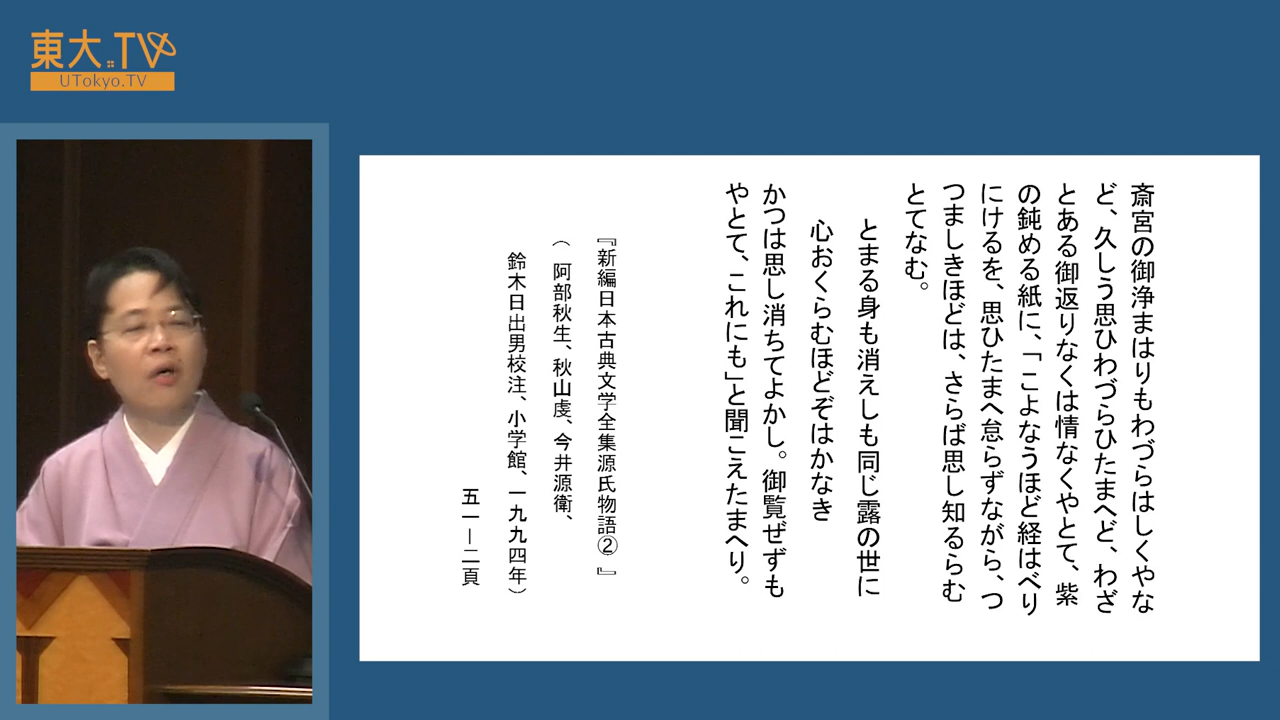 東大.TV
UTokyo.TV
斎宮の御浄まはりもわづらはしくやな
ど、久しう思ひわづらひたまへど、わざ
とある御返りなくは情なくやとて、紫
の鈍める紙に、「こよなうほど経はべり
にけるを、思ひたまへ怠らずながら、つ
つましきほどは、さらば思し知るらむ
とてなむ。
とまる身も消えしも同じ露の世に
心おくらむほどぞはかなき
かつは思し消ちてよかし。御覧ぜずも
やとて、これにも」と聞こえたまへり。
『新編日本古典文学全集源氏物語②』
（阿部秋生、秋山虔、今井源衛、
鈴木日出男校注、小学館、一九九四年）
五一―二頁